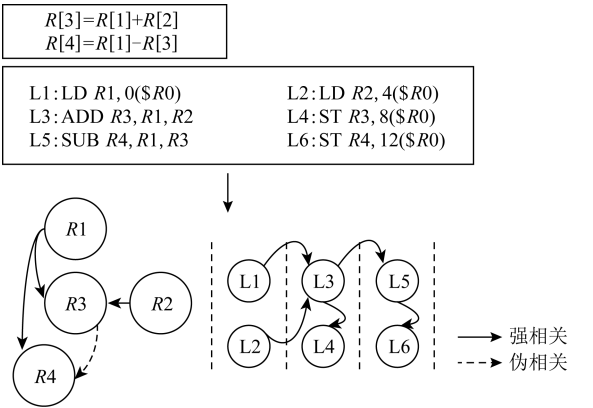 R[3]=R[1]+R[2]
R[4]=R[1]−R[3]
L1:LD R1,0($R0) L2:LD R2,4($R0)
L3:ADD R3,R1,R2 L4:ST R3,8($R0)
L5:SUB R4,R1,R3 L6:ST R4,12($R0)
R1
R3
R2
R4
L1 L3 L5
L2 L4 L6
强相关
伪相关